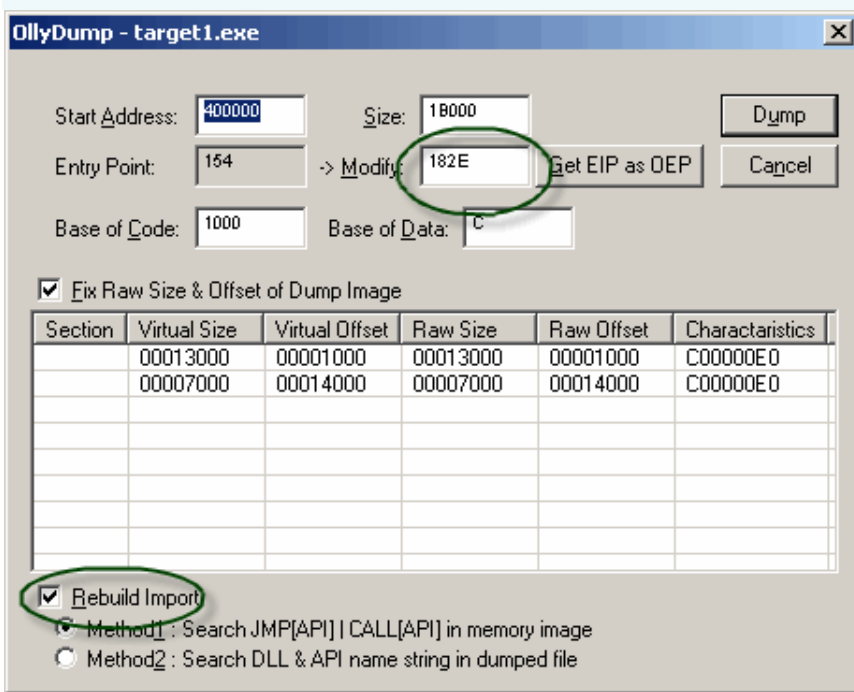 OllyDump - target1.exe
Start Address: 400000 Size: 1B000 Dump
Entry Point: 154 -> Modify: 182E Get EIP as OEP Cancel
Base of Code: 1000 Base of Data: C
Fix Raw Size & Offset of Dump Image
Section Virtual Size Virtual Offset Raw Size Raw Offset Charactaristics
00013000 00001000 00013000 00001000 C00000E0
00007000 00014000 00007000 00014000 C00000E0
Rebuild Import
Method1 : Search JMP[API] | CALL[API] in memory image
Method2 : Search DLL & API name string in dumped file